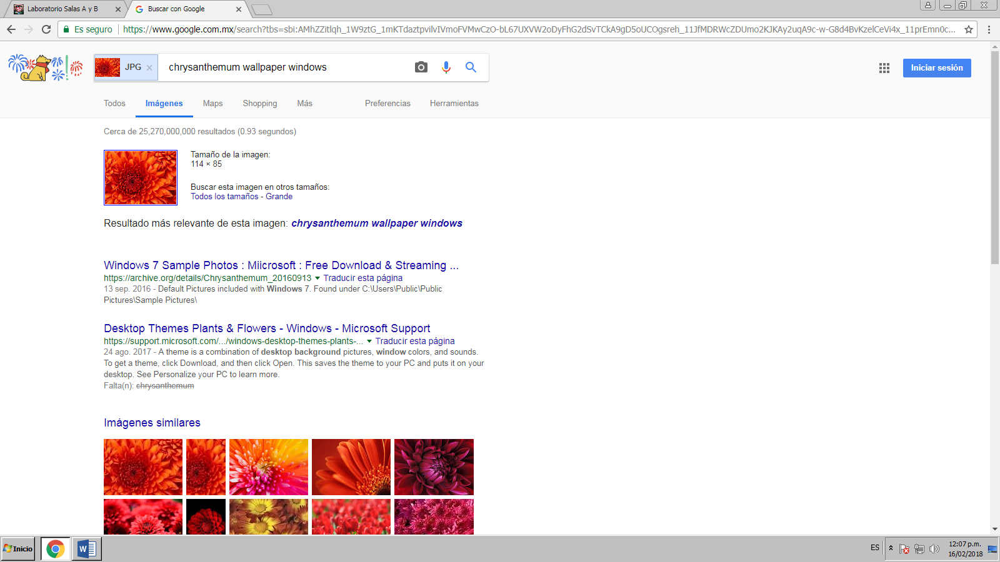 Laboratorio Salas A y B
Buscar con Google
Es seguro
https://www.google.com.mx/search?tbs=sbi:AMhZZitlqh_1W9ztG_1mKTdaztpvilvIVmoFVMwCzO-bL67UXVW2oDyFhG2dSvTCkA9gD5oUCOgsreh_11JfMDRWcZDUmo2KJKAy2uqA9c-w-G8d4BvKzelCeVi4x_11prEmn0c...
JPG
chrysanthemum wallpaper windows
Iniciar sesión
Todos Imágenes Maps Shopping Más Preferencias Herramientas
Cerca de 25,270,000,000 resultados (0.93 segundos)
Tamaño de la imagen:
114 × 85
Buscar esta imagen en otros tamaños:
Todos los tamaños - Grande
Resultado más relevante de esta imagen: chrysanthemum wallpaper windows
Windows 7 Sample Photos : Miicrosoft : Free Download & Streaming ...
https://archive.org/details/Chrysanthemum_20160913 Traducir esta página
13 sep. 2016 - Default Pictures included with Windows 7. Found under C:\Users\Public\Public
Pictures\Sample Pictures\
Desktop Themes Plants & Flowers - Windows - Microsoft Support
https://support.microsoft.com/.../windows-desktop-themes-plants-... Traducir esta página
24 ago. 2017 - A theme is a combination of desktop background pictures, window colors, and sounds.
To get a theme, click Download, and then click Open. This saves the theme to your PC and puts it on your
desktop. See Personalize your PC to learn more.
Falta(n): chrysanthemum
Imágenes similares
Inicio
ES
12:07 p.m.
16/02/2018